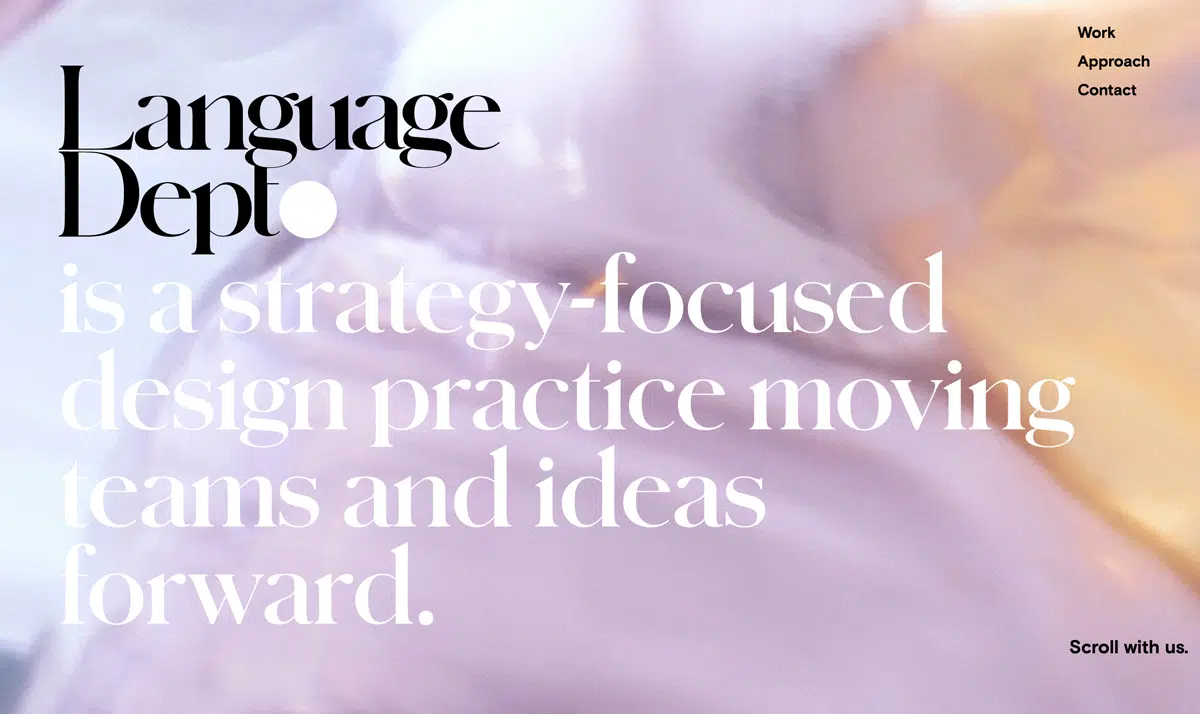 Work
Approach
Contact
Language
Dept
is a strategy-focused
design practice moving
teams and ideas
forward.
Scroll with us.